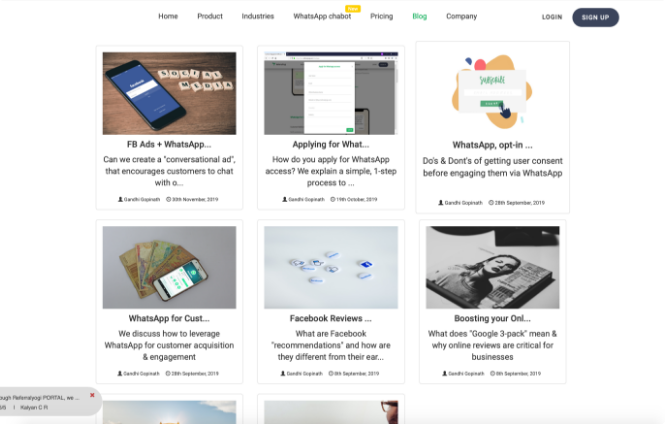 New
Home Product Industries WhatsApp chabot Pricing Blog Company LOGIN SIGN UP
facebook
SOCIAL
MEDIA
SUBSCRIBE
FB Ads + WhatsApp...
Can we create a "conversational ad",
that encourages customers to chat
with o...
Gandhi Gopinath 30th November, 2019
Applying for What...
How do you apply for WhatsApp
access? We explain a simple, 1-step
process to ...
Gandhi Gopinath 19th October, 2019
WhatsApp, opt-in ...
Do's & Dont's of getting user consent
before engaging them via WhatsApp
Gandhi Gopinath 28th September, 2019
WhatsApp for Cust...
We discuss how to leverage
WhatsApp for customer acquisition
& engagement
Gandhi Gopinath 28th September, 2019
Facebook Reviews ...
What are Facebook
"recommendations" and how are
they different from their ear...
Gandhi Gopinath 8th September, 2019
Boosting your Onl...
What does "Google 3-pack" mean &
why online reviews are critical for
businesses
Gandhi Gopinath 8th September, 2019
ough Referralyogi PORTAL, we ...
/5 | Kalyan C R